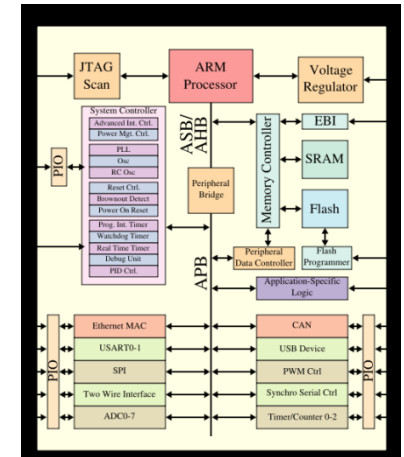 JTAG
Scan
ARM
Processor
Voltage
Regulator
System Controller
Advanced Int. Ctrl.
Power Mgt. Ctrl.
PLL
Osc
RC Osc
Reset Ctrl.
Brownout Detect
Power On Reset
Prog. Int. Timer
Watchdog Timer
Real Time Timer
Debug Unit
PID Ctrl.
PIO
ASB/
AHB
Peripheral
Bridge
APB
Memory Controller
EBI
SRAM
Flash
Peripheral
Data Controller
Flash
Programmer
Application-Specific
Logic
PIO
Ethernet MAC
USART0-1
SPI
Two Wire Interface
ADC0-7
CAN
USB Device
PWM Ctrl
Synchro Serial Ctrl
Timer/Counter 0-2
PIO